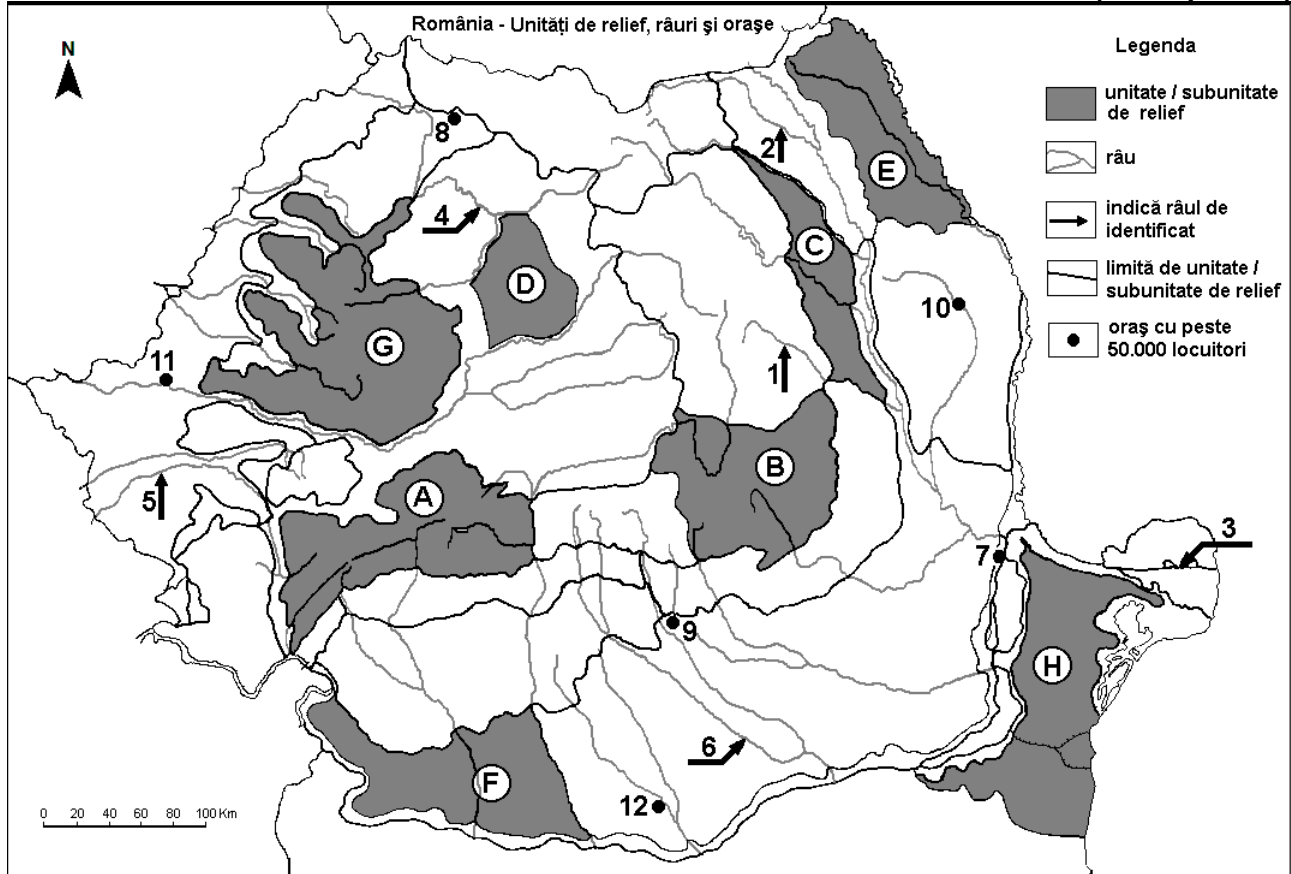 România - Unități de relief, râuri și orașe
N
Legenda
unitate / subunitate
de relief
râu
indică râul de
identificat
limită de unitate /
subunitate de relief
oraș cu peste
50.000 locuitori
8
2
E
4
C
D
10
G
11
1
B
A
5
3
7
9
H
6
F
12
0 20 40 60 80 100 Km